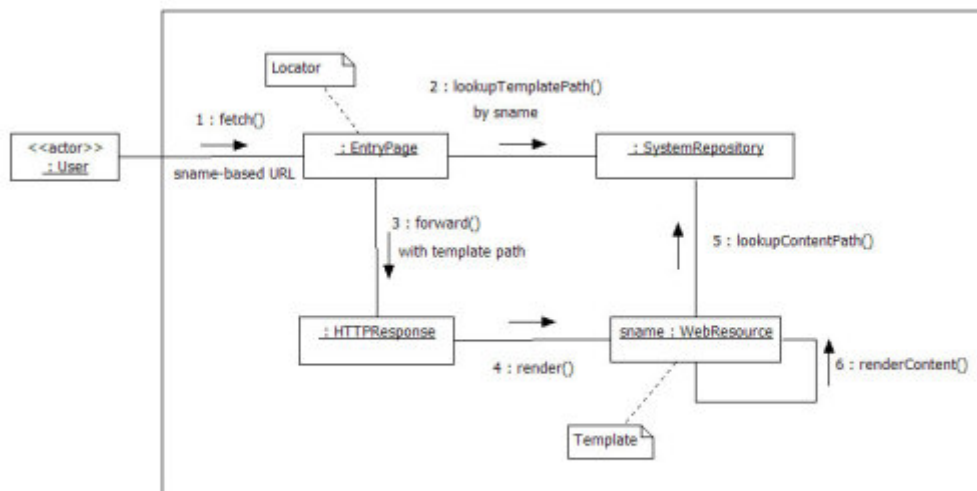 Locator
2 : lookupTemplatePath()
by sname
1 : fetch()
<<actor>>
: User
: EntryPage
: SystemRepository
sname-based URL
3 : forward()
with template path
5 : lookupContentPath()
: HTTPResponse
sname : WebResource
4 : render()
6 : renderContent()
Template